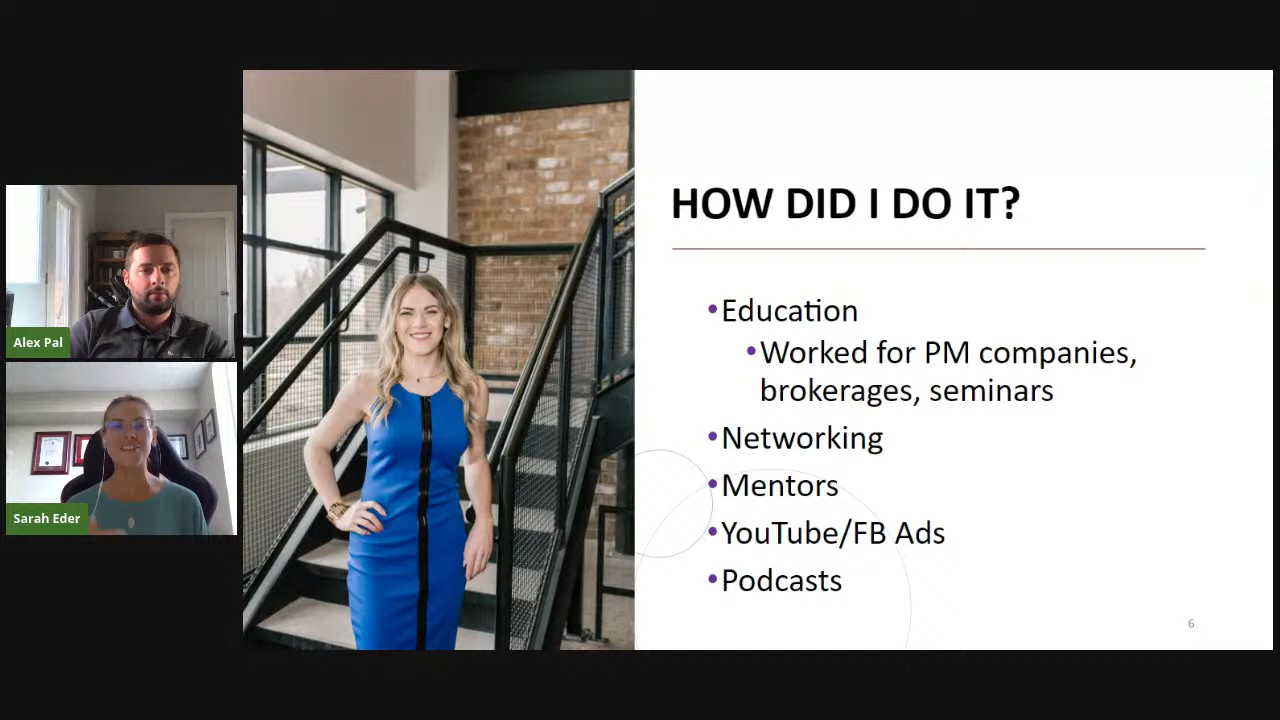 Alex Pal
Sarah Eder
HOW DID I DO IT?
•Education
•Worked for PM companies,
brokerages, seminars
•Networking
•Mentors
•YouTube/FB Ads
•Podcasts
6